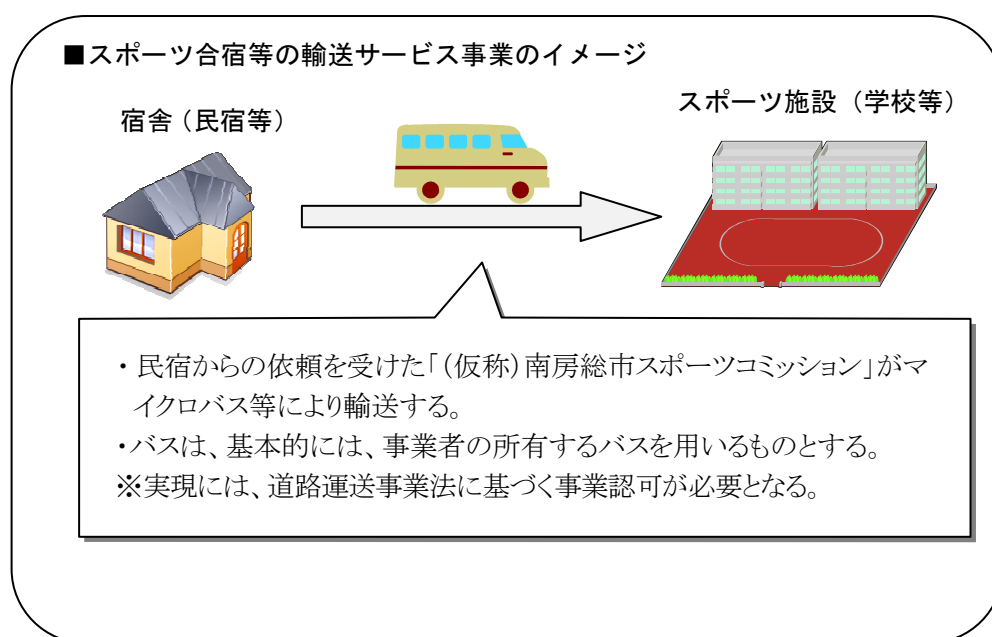 ■スポーツ合宿等の輸送サービス事業のイメージ
宿舎（民宿等）
スポーツ施設（学校等）
・民宿からの依頼を受けた「（仮称）南房総市スポーツコミッション」がマ
イクロバス等により輸送する。
・バスは、基本的には、事業者の所有するバスを用いるものとする。
※実現には、道路運送事業法に基づく事業認可が必要となる。